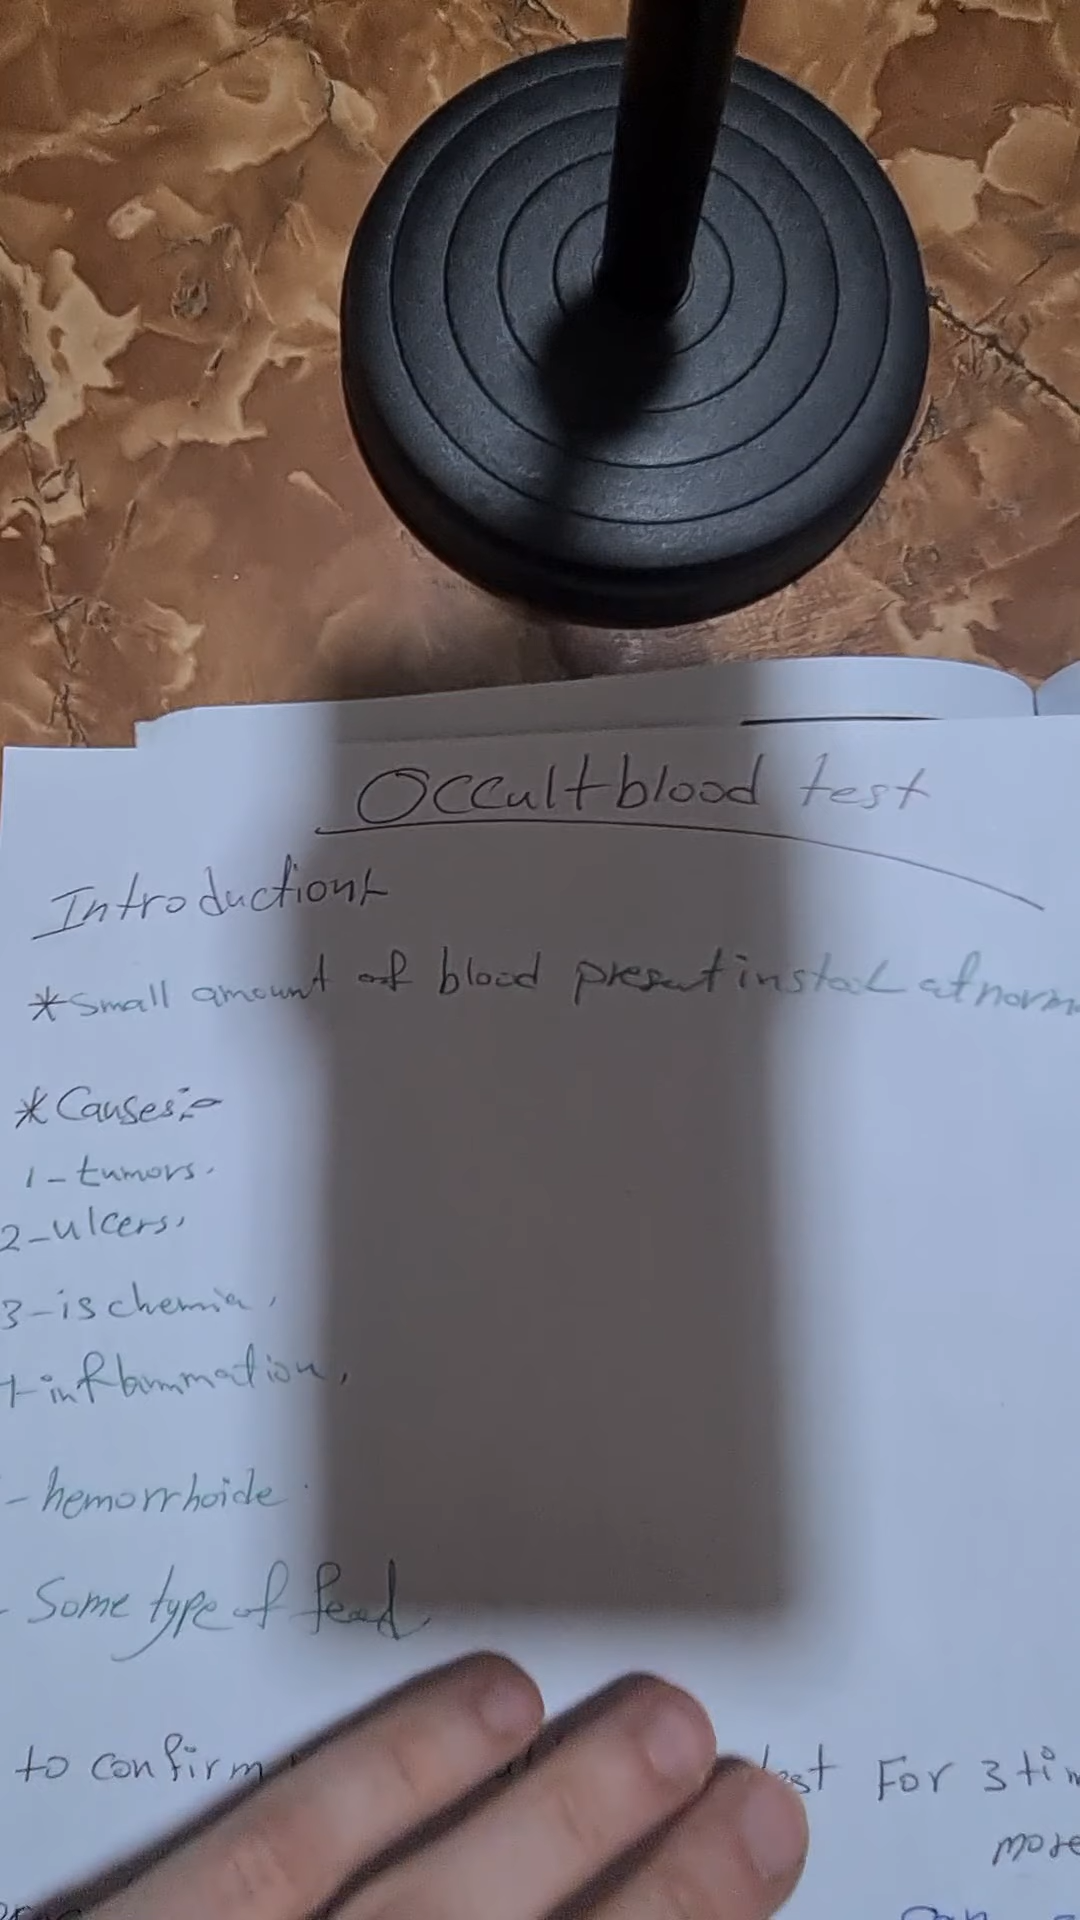 Occult blood test
Introduction:-
*Small amount of blood present in stool at norm
*Causes:-
1-tumors.
2-ulcers.
3-ischemia,
-inflammation,
-hemorrhoide.
- Some type of food
to confirm test For 3 tim
more